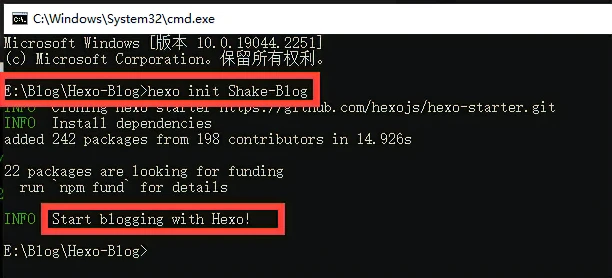 C:\Windows\System32\cmd.exe
Microsoft Windows [版本 10.0.19044.2251]
(c) Microsoft Corporation。保留所有权利。
E:\Blog\Hexo-Blog>hexo init Shake-Blog
INFO  Cloning hexo-starter https://github.com/hexojs/hexo-starter.git
INFO  Install dependencies
added 242 packages from 198 contributors in 14.926s
22 packages are looking for funding
  run `npm fund` for details
INFO  Start blogging with Hexo!
E:\Blog\Hexo-Blog>